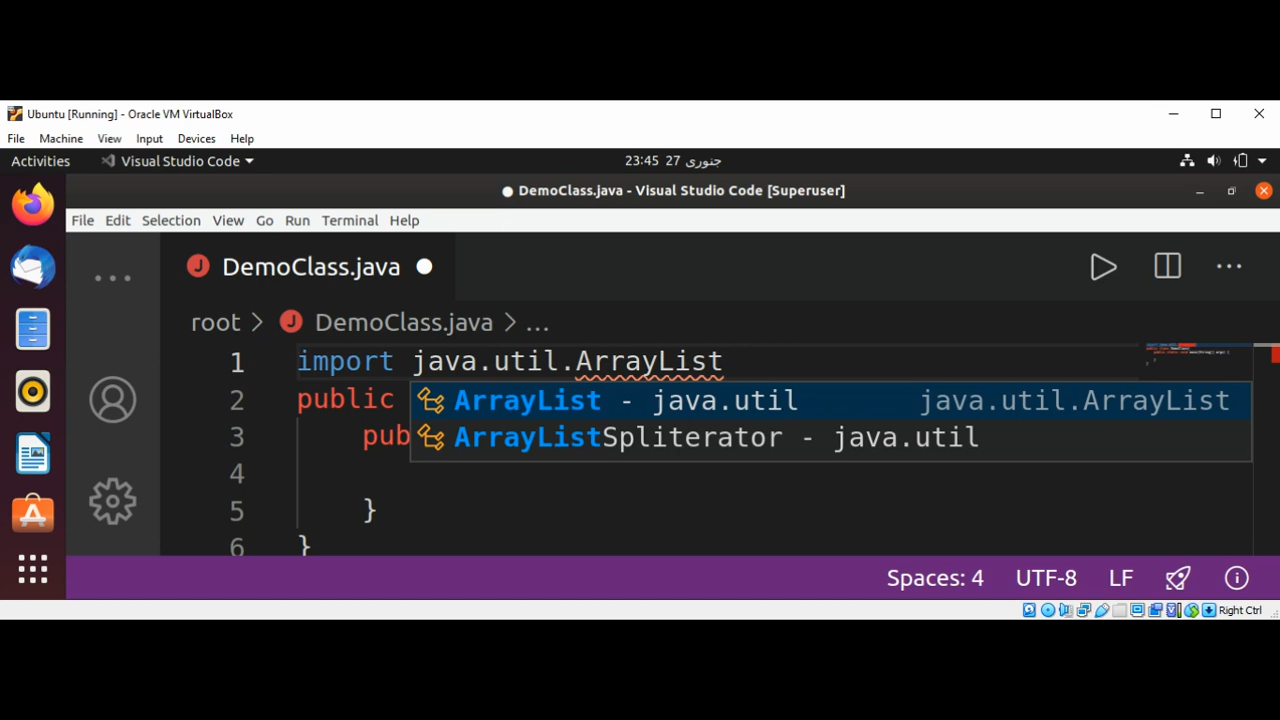 Ubuntu [Running] - Oracle VM VirtualBox
File Machine View Input Devices Help
Activities Visual Studio Code 23:45 27 جنوری
● DemoClass.java - Visual Studio Code [Superuser]
File Edit Selection View Go Run Terminal Help
DemoClass.java
root > DemoClass.java > ...
1 import java.util.ArrayList
2 public
ArrayList - java.util java.util.ArrayList
3 pub
ArrayListSpliterator - java.util
4
5 }
6 }
Spaces: 4 UTF-8 LF
Right Ctrl